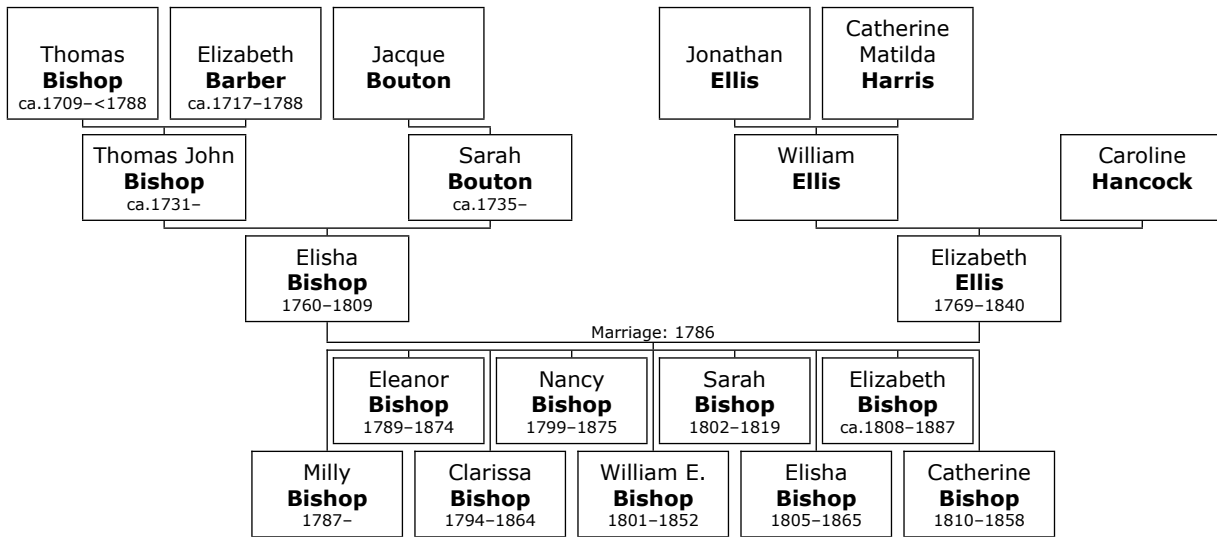 Thomas
Bishop
ca.1709–<1788
Elizabeth
Barber
ca.1717–1788
Jacque
Bouton
Jonathan
Ellis
Catherine
Matilda
Harris
Thomas John
Bishop
ca.1731–
Sarah
Bouton
ca.1735–
William
Ellis
Caroline
Hancock
Elisha
Bishop
1760–1809
Elizabeth
Ellis
1769–1840
Marriage: 1786
Eleanor
Bishop
1789–1874
Nancy
Bishop
1799–1875
Sarah
Bishop
1802–1819
Elizabeth
Bishop
ca.1808–1887
Milly
Bishop
1787–
Clarissa
Bishop
1794–1864
William E.
Bishop
1801–1852
Elisha
Bishop
1805–1865
Catherine
Bishop
1810–1858